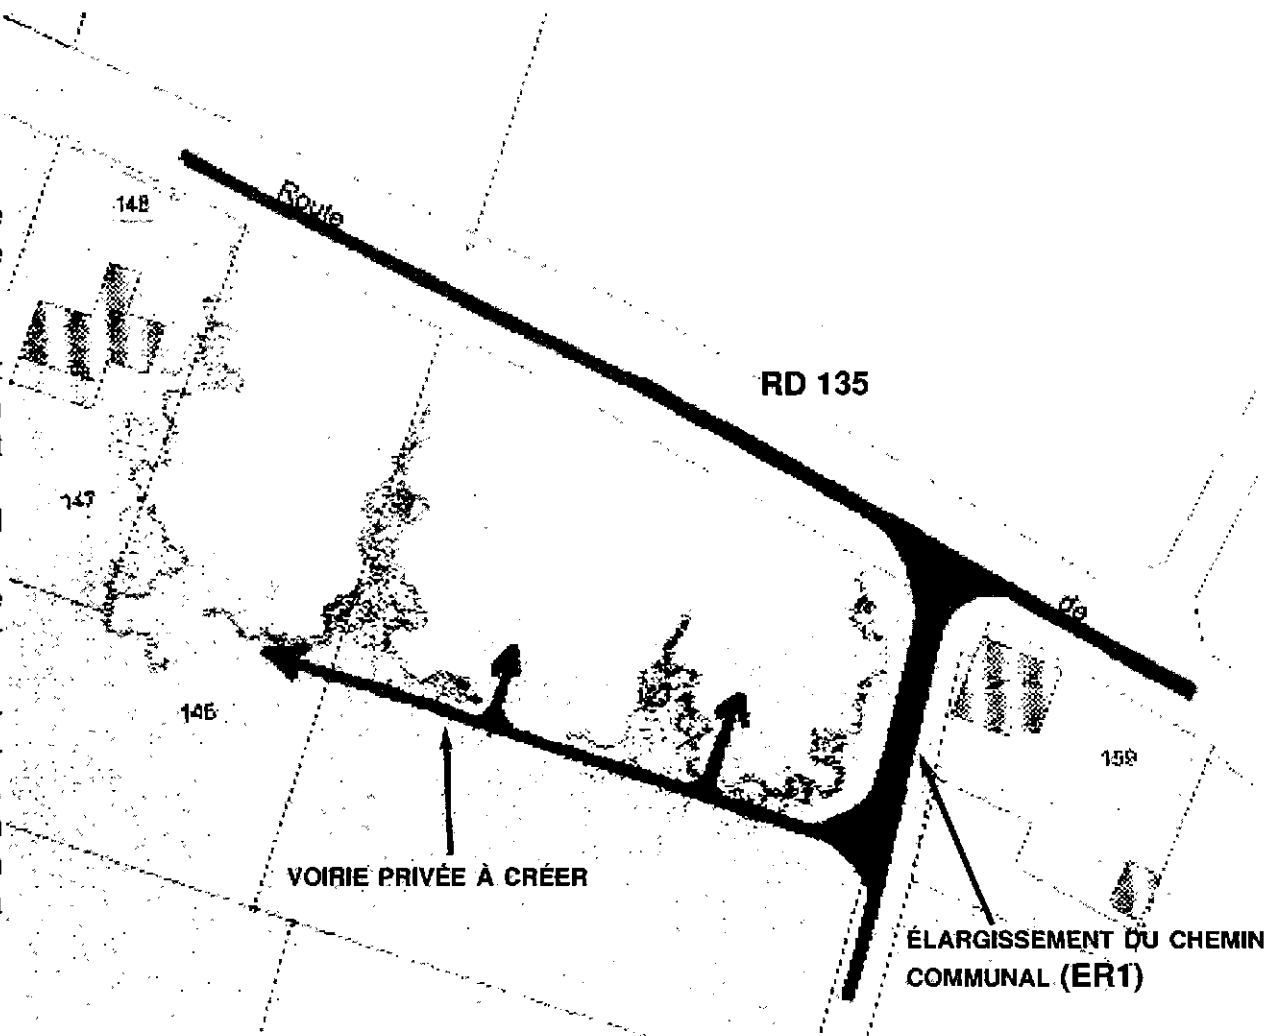 148
Route
RD 135
147
de
146
159
VOIRIE PRIVÉE À CRÉER
ÉLARGISSEMENT DU CHEMIN
COMMUNAL (ER1)